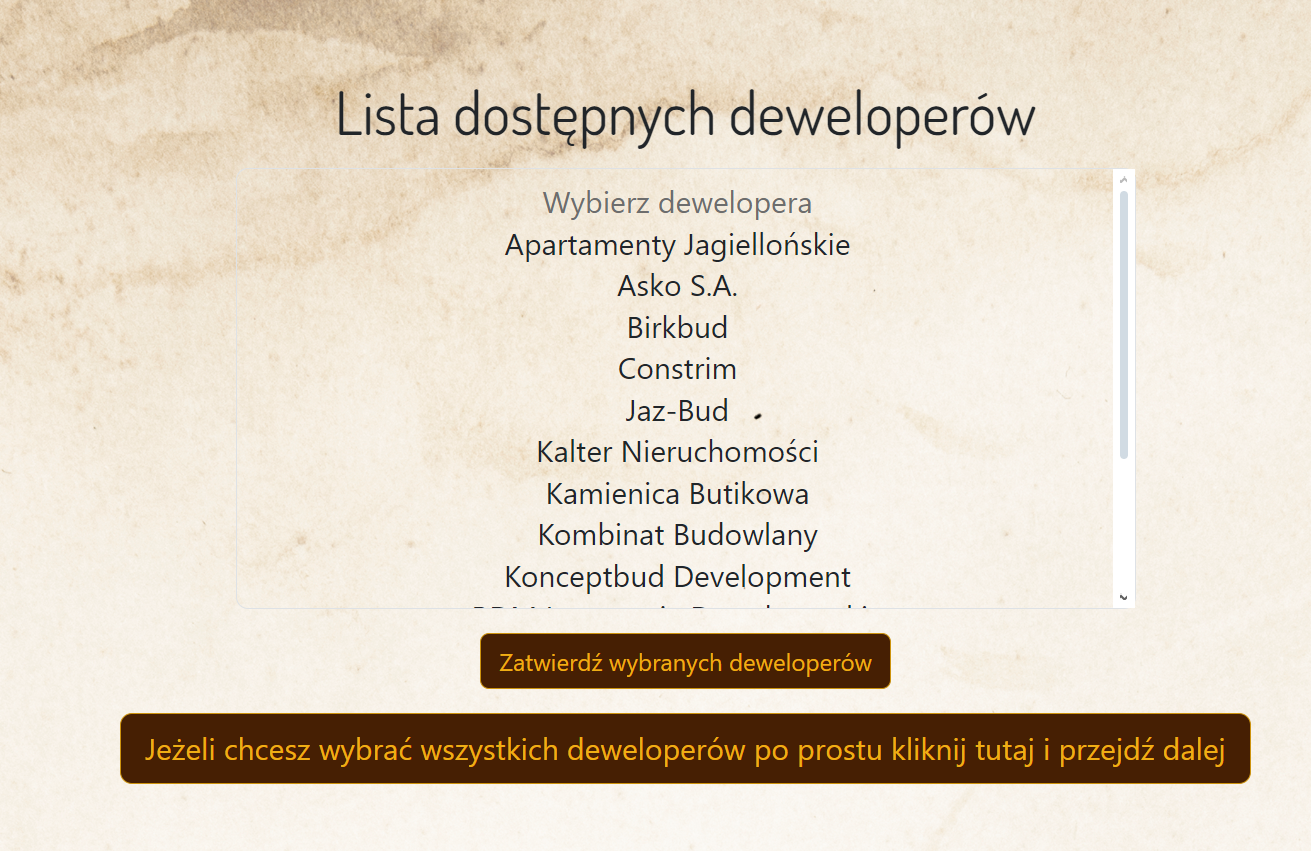 Lista dostępnych deweloperów
Wybierz dewelopera
Apartamenty Jagiellońskie
Asko S.A.
Birkbud
Constrim
Jaz-Bud
Kalter Nieruchomości
Kamienica Butikowa
Kombinat Budowlany
Konceptbud Development
Zatwierdź wybranych deweloperów
Jeżeli chcesz wybrać wszystkich deweloperów po prostu kliknij tutaj i przejdź dalej